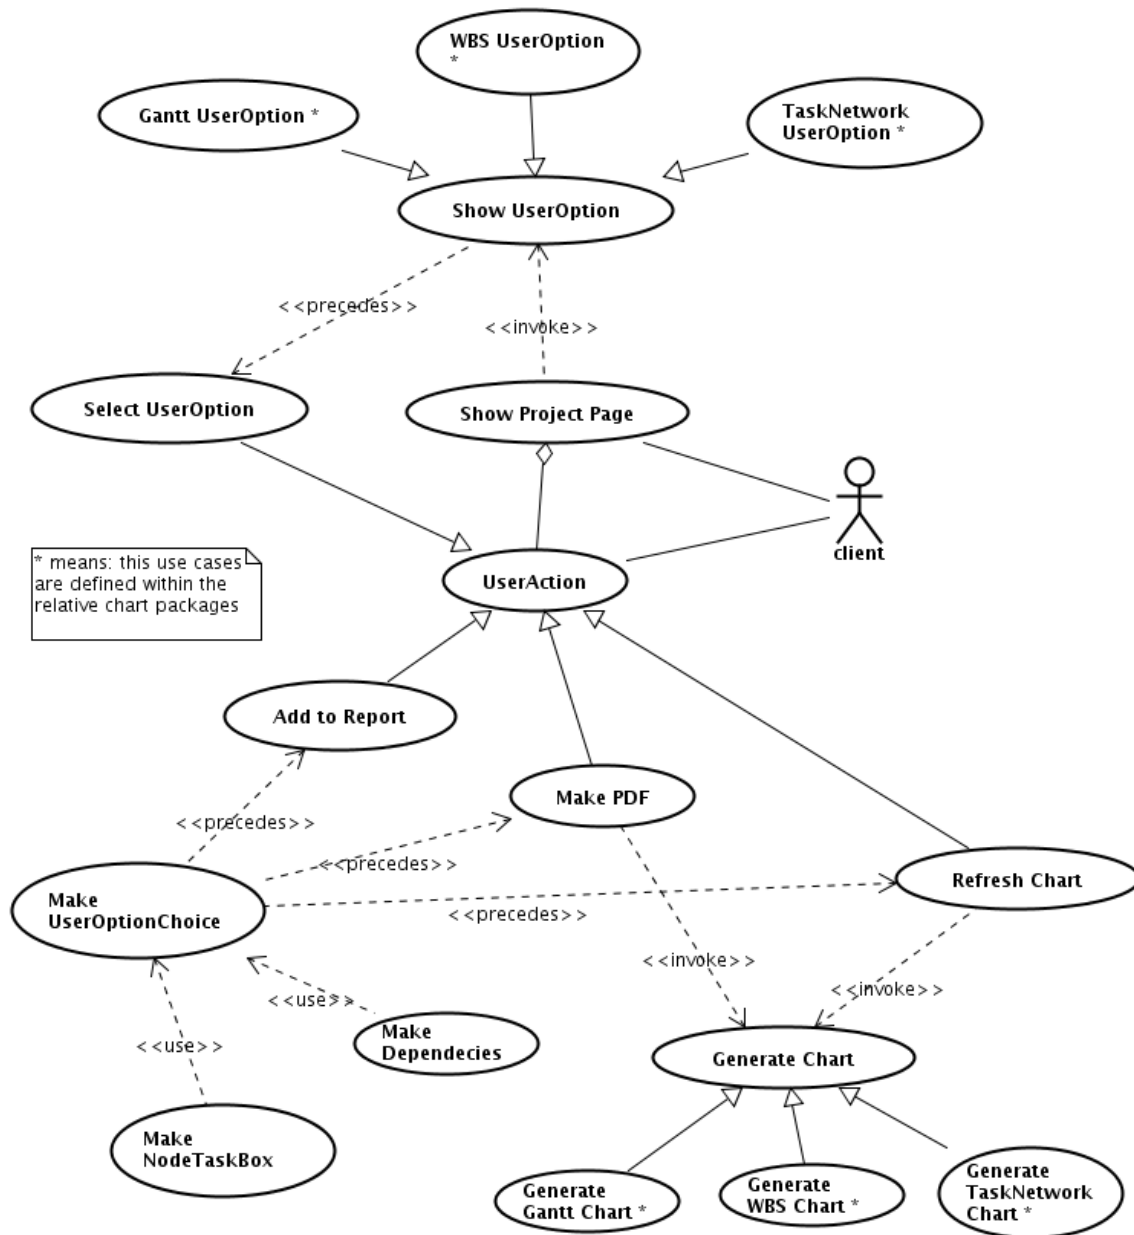 WBS UserOption
*
Gantt UserOption *
TaskNetwork
UserOption *
Show UserOption
<<precedes>>
<<invoke>>
Select UserOption
Show Project Page
client
* means: this use cases
are defined within the
relative chart packages
UserAction
Add to Report
Make PDF
<<precedes>>
<<precedes>>
Refresh Chart
Make
UserOptionChoice
<<precedes>>
<<invoke>>
<<invoke>>
<<use>>
<<use>>
Make
Dependecies
Generate Chart
Make
NodeTaskBox
Generate
Gantt Chart *
Generate
WBS Chart *
Generate
TaskNetwork
Chart *